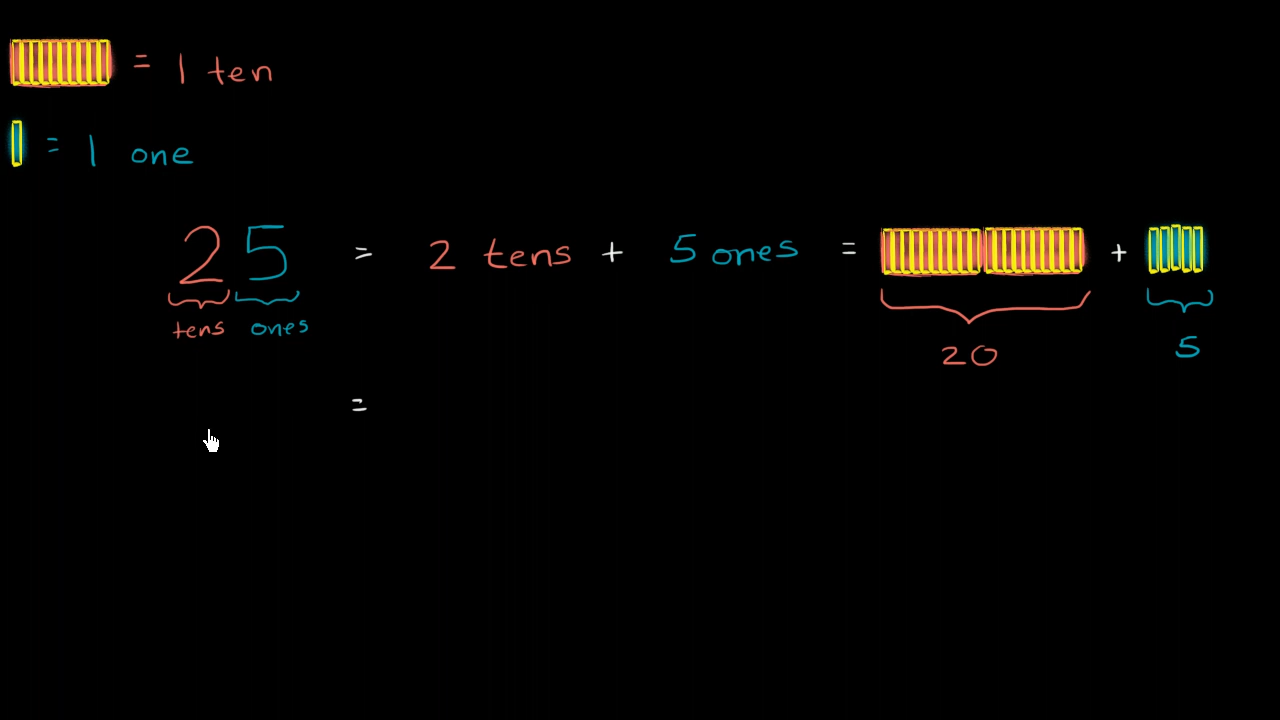 = 1 ten
= 1 one
25 = 2 tens + 5 ones = +
tens ones
20 5
=